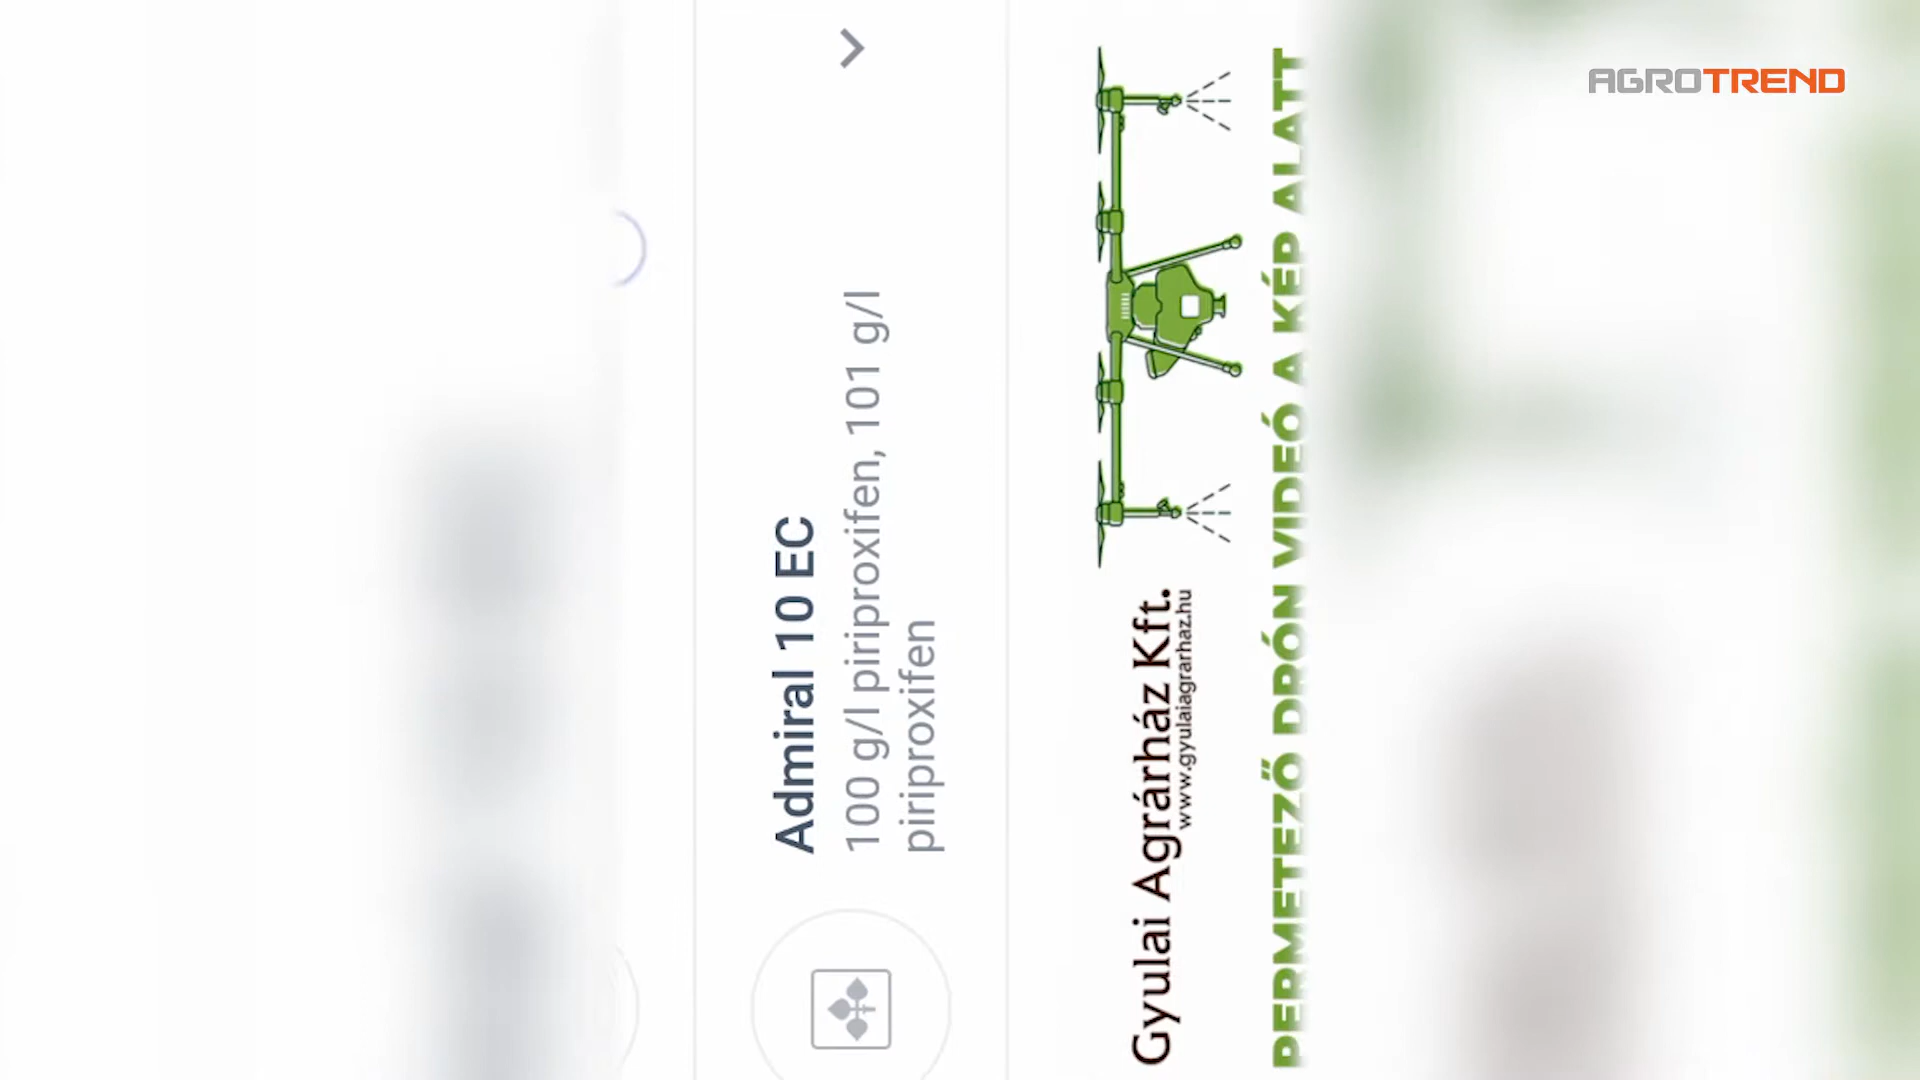 AGROTREND
Admiral 10 EC
100 g/l piriproxifen, 101 g/l
piriproxifen
Gyulai Agrárház Kft.
www.gyulaiagrarhaz.hu
PERMETEZŐ DRÓN VIDEÓ A KÉP ALATT